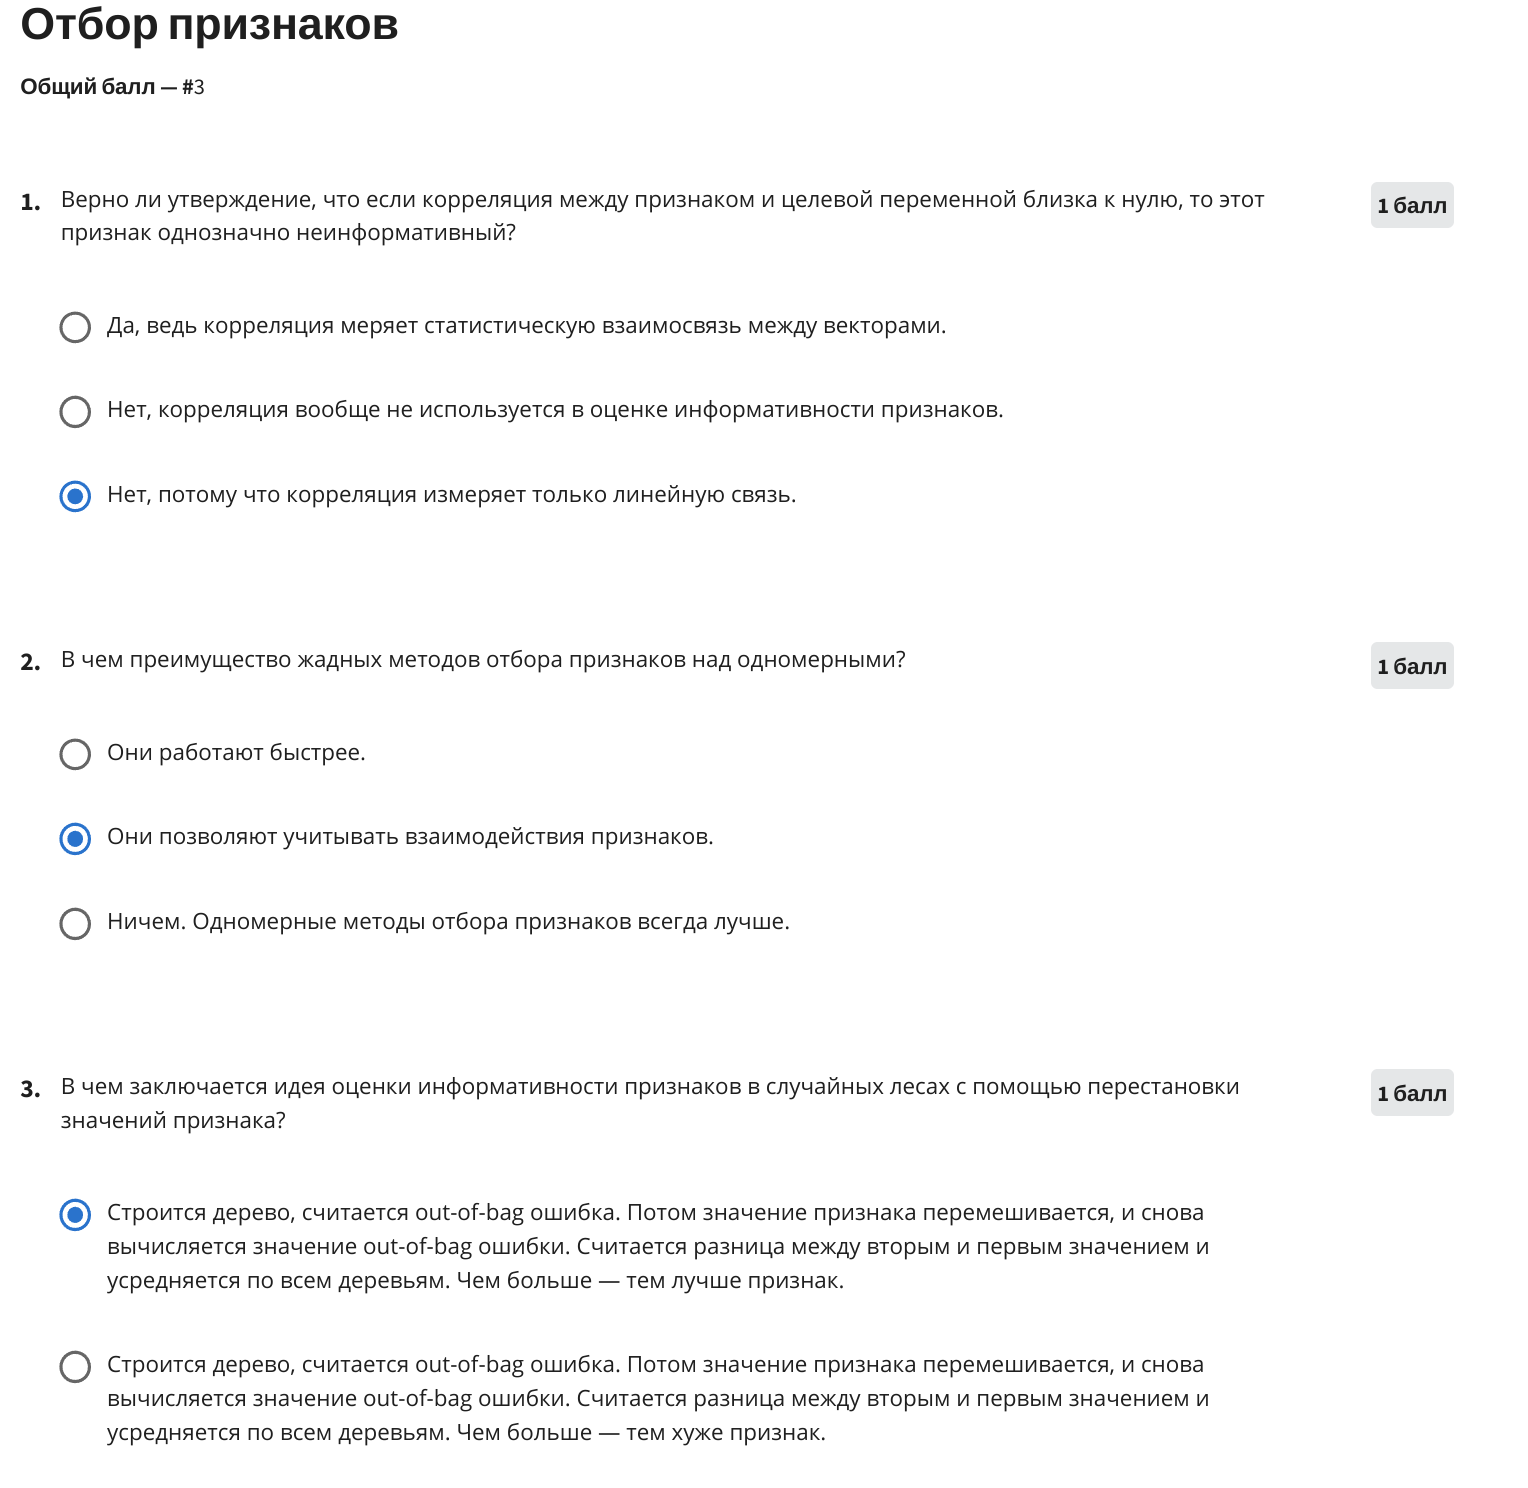 Отбор признаков
Общий балл — #3
1. Верно ли утверждение, что если корреляция между признаком и целевой переменной близка к нулю, то этот
признак однозначно неинформативный?
1 балл
Да, ведь корреляция меряет статистическую взаимосвязь между векторами.
Нет, корреляция вообще не используется в оценке информативности признаков.
Нет, потому что корреляция измеряет только линейную связь.
2. В чем преимущество жадных методов отбора признаков над одномерными?
1 балл
Они работают быстрее.
Они позволяют учитывать взаимодействия признаков.
Ничем. Одномерные методы отбора признаков всегда лучше.
3. В чем заключается идея оценки информативности признаков в случайных лесах с помощью перестановки
значений признака?
1 балл
Строится дерево, считается out-of-bag ошибка. Потом значение признака перемешивается, и снова
вычисляется значение out-of-bag ошибки. Считается разница между вторым и первым значением и
усредняется по всем деревьям. Чем больше — тем лучше признак.
Строится дерево, считается out-of-bag ошибка. Потом значение признака перемешивается, и снова
вычисляется значение out-of-bag ошибки. Считается разница между вторым и первым значением и
усредняется по всем деревьям. Чем больше — тем хуже признак.